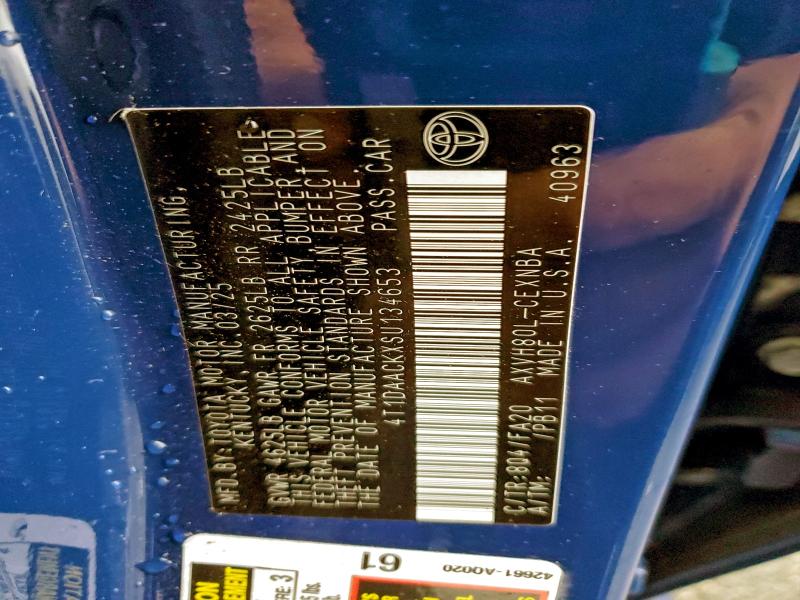 MFD.BY: TOYOTA MOTOR MANUFACTURING,
KENTUCKY, INC. 03/25
GVWR 4625LB GAWR FR 2625LB RR 2425LB
THIS VEHICLE CONFORMS TO ALL APPLICABLE
FEDERAL MOTOR VEHICLE SAFETY, BUMPER, AND
THEFT PREVENTION STANDARDS IN EFFECT ON
THE DATE OF MANUFACTURE SHOWN ABOVE.
4T1DAACKXSU134653 PASS. CAR
C/TR:8Q4/FA20 AXVH80L-CEXNBA
A/TM: /PB11 MADE IN U.S.A. 40963
61
42661-A0020